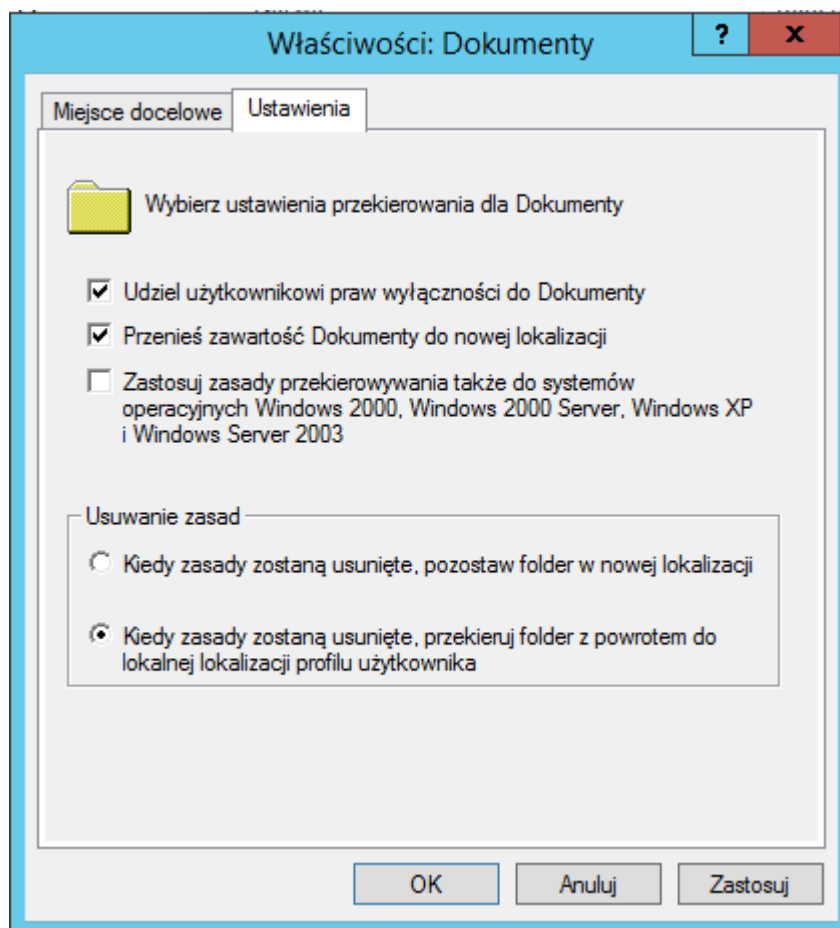 Właściwości: Dokumenty
?
x
Miejsce docelowe
Ustawienia
Wybierz ustawienia przekierowania dla Dokumenty
Udziel użytkownikowi praw wyłączności do Dokumenty
Przenieś zawartość Dokumenty do nowej lokalizacji
Zastosuj zasady przekierowywania także do systemów
operacyjnych Windows 2000, Windows 2000 Server, Windows XP
i Windows Server 2003
Usuwanie zasad
Kiedy zasady zostaną usunięte, pozostaw folder w nowej lokalizacji
Kiedy zasady zostaną usunięte, przekieruj folder z powrotem do
lokalnej lokalizacji profilu użytkownika
OK
Anuluj
Zastosuj